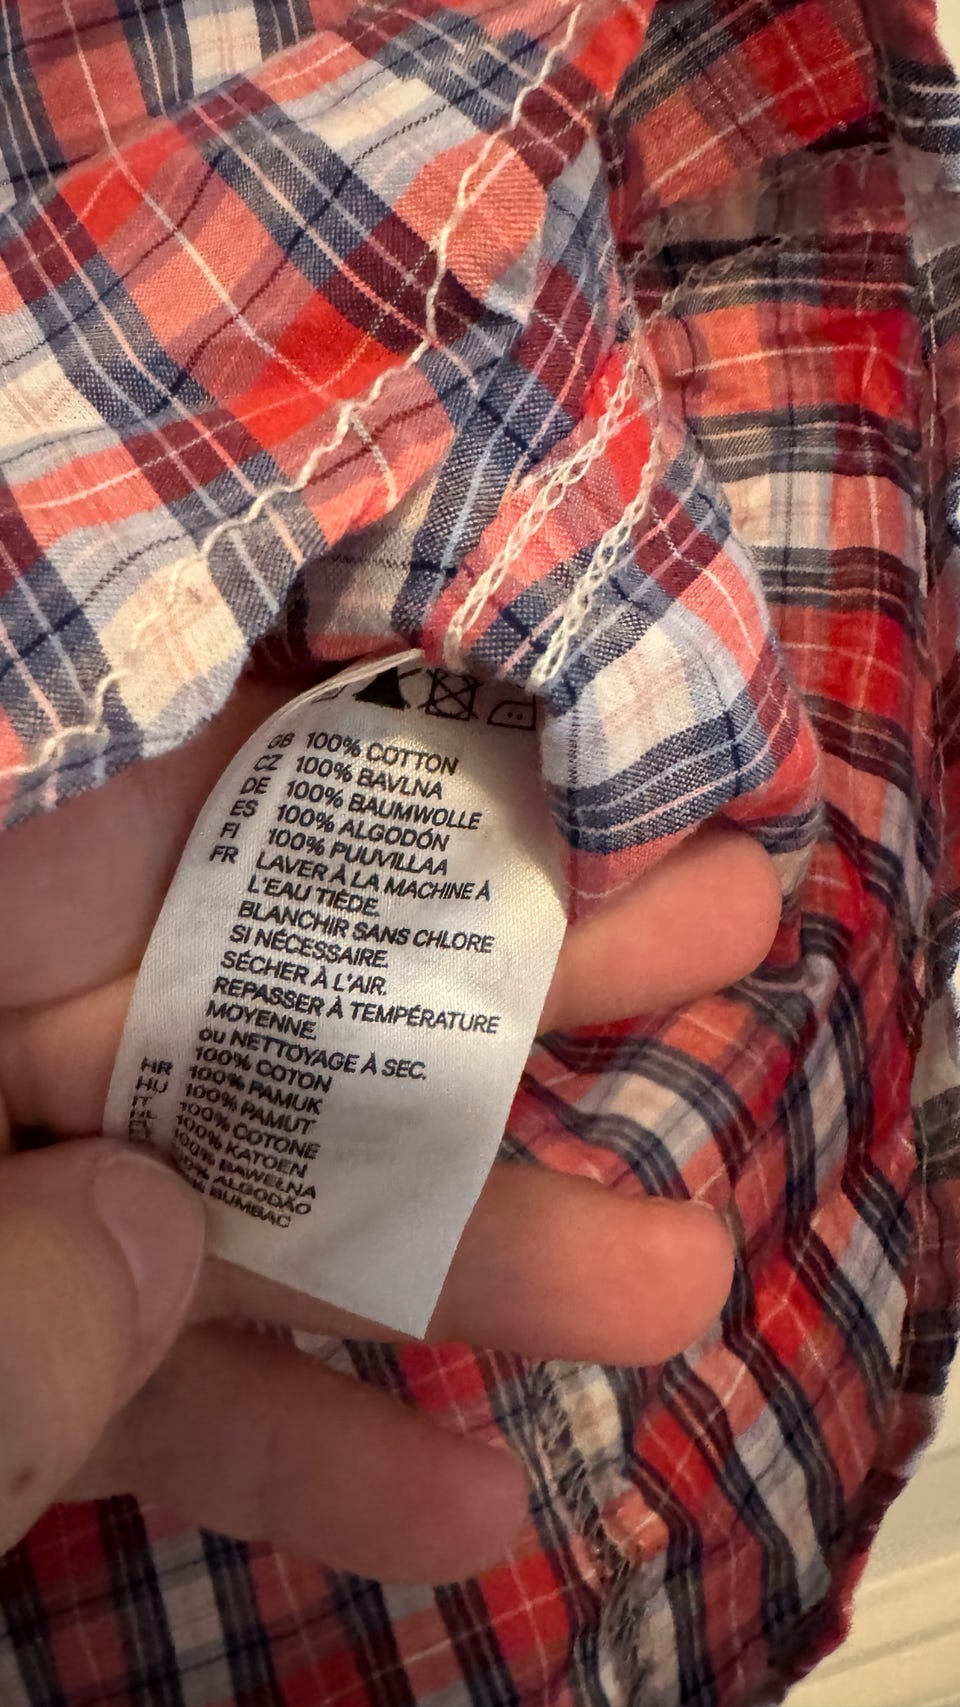 GB 100% COTTON
CZ 100% BAVLNA
DE 100% BAUMWOLLE
ES 100% ALGODÓN
FI 100% PUUVILLAA
FR LAVER À LA MACHINE À
L'EAU TIÈDE.
BLANCHIR SANS CHLORE
SI NÉCESSAIRE.
SÉCHER À L'AIR.
REPASSER À TEMPÉRATURE
MOYENNE
ou NETTOYAGE À SEC.
100% COTON
HR 100% PAMUK
HU 100% PAMUT
IT 100% COTONE
100% KATOEN
100% BAWEŁNA
100% ALGODÃO
% BUMBAC